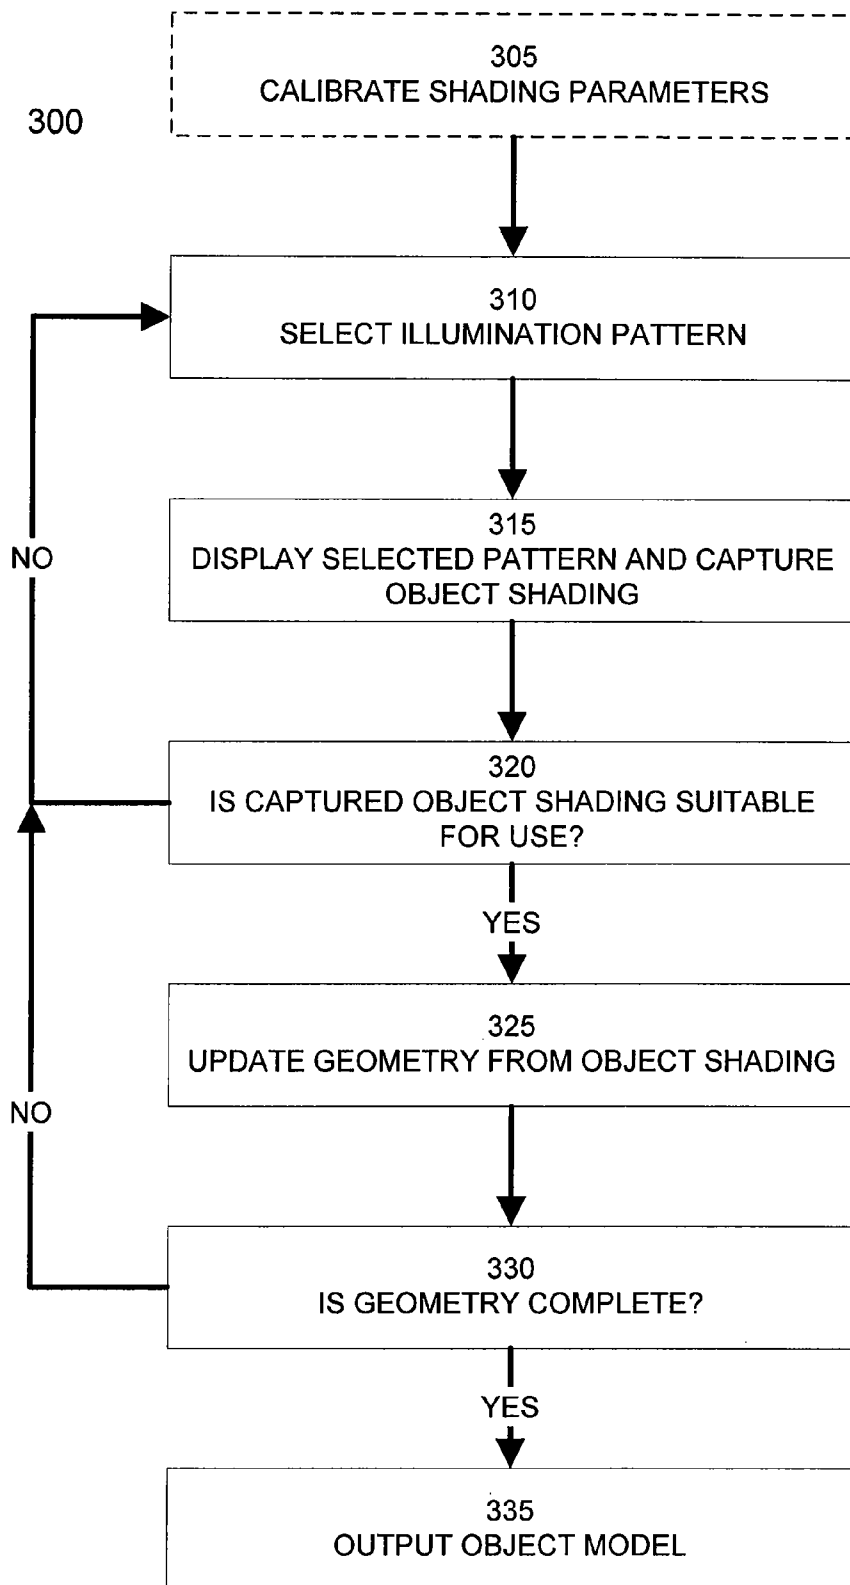 305
CALIBRATE SHADING PARAMETERS
300
310
SELECT ILLUMINATION PATTERN
315
DISPLAY SELECTED PATTERN AND CAPTURE
OBJECT SHADING
NO
320
IS CAPTURED OBJECT SHADING SUITABLE
FOR USE?
YES
325
UPDATE GEOMETRY FROM OBJECT SHADING
NO
330
IS GEOMETRY COMPLETE?
YES
335
OUTPUT OBJECT MODEL